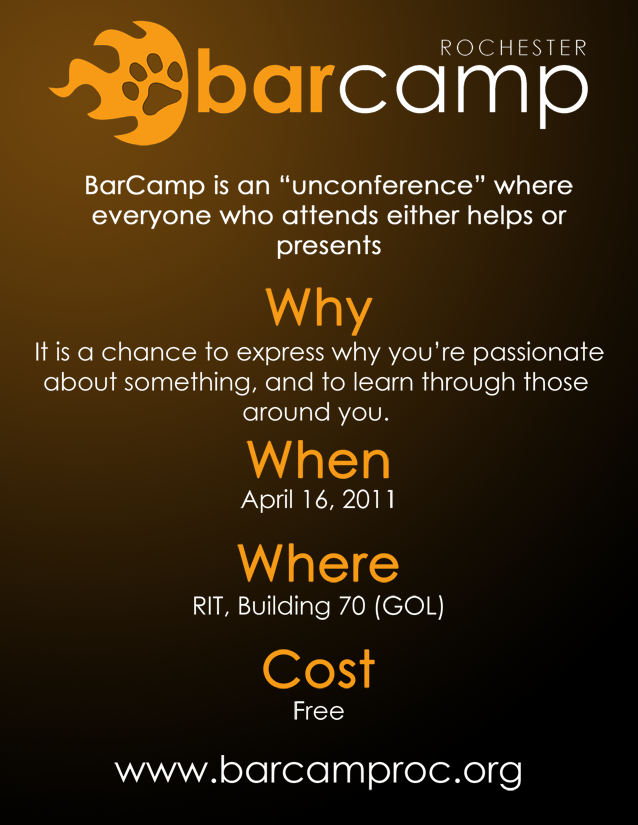 ROCHESTER
barcamp
BarCamp is an “unconference” where
everyone who attends either helps or
presents
Why
It is a chance to express why you’re passionate
about something, and to learn through those
around you.
When
April 16, 2011
Where
RIT, Building 70 (GOL)
Cost
Free
www.barcamproc.org